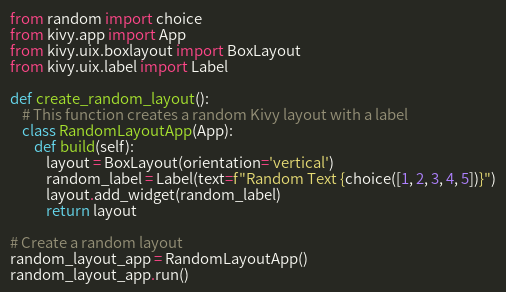 from random import choice
from kivy.app import App
from kivy.uix.boxlayout import BoxLayout
from kivy.uix.label import Label

def create_random_layout():
    # This function creates a random Kivy layout with a label
    class RandomLayoutApp(App):
        def build(self):
            layout = BoxLayout(orientation='vertical')
            random_label = Label(text=f"Random Text {choice([1, 2, 3, 4, 5])}")
            layout.add_widget(random_label)
            return layout

# Create a random layout
random_layout_app = RandomLayoutApp()
random_layout_app.run()